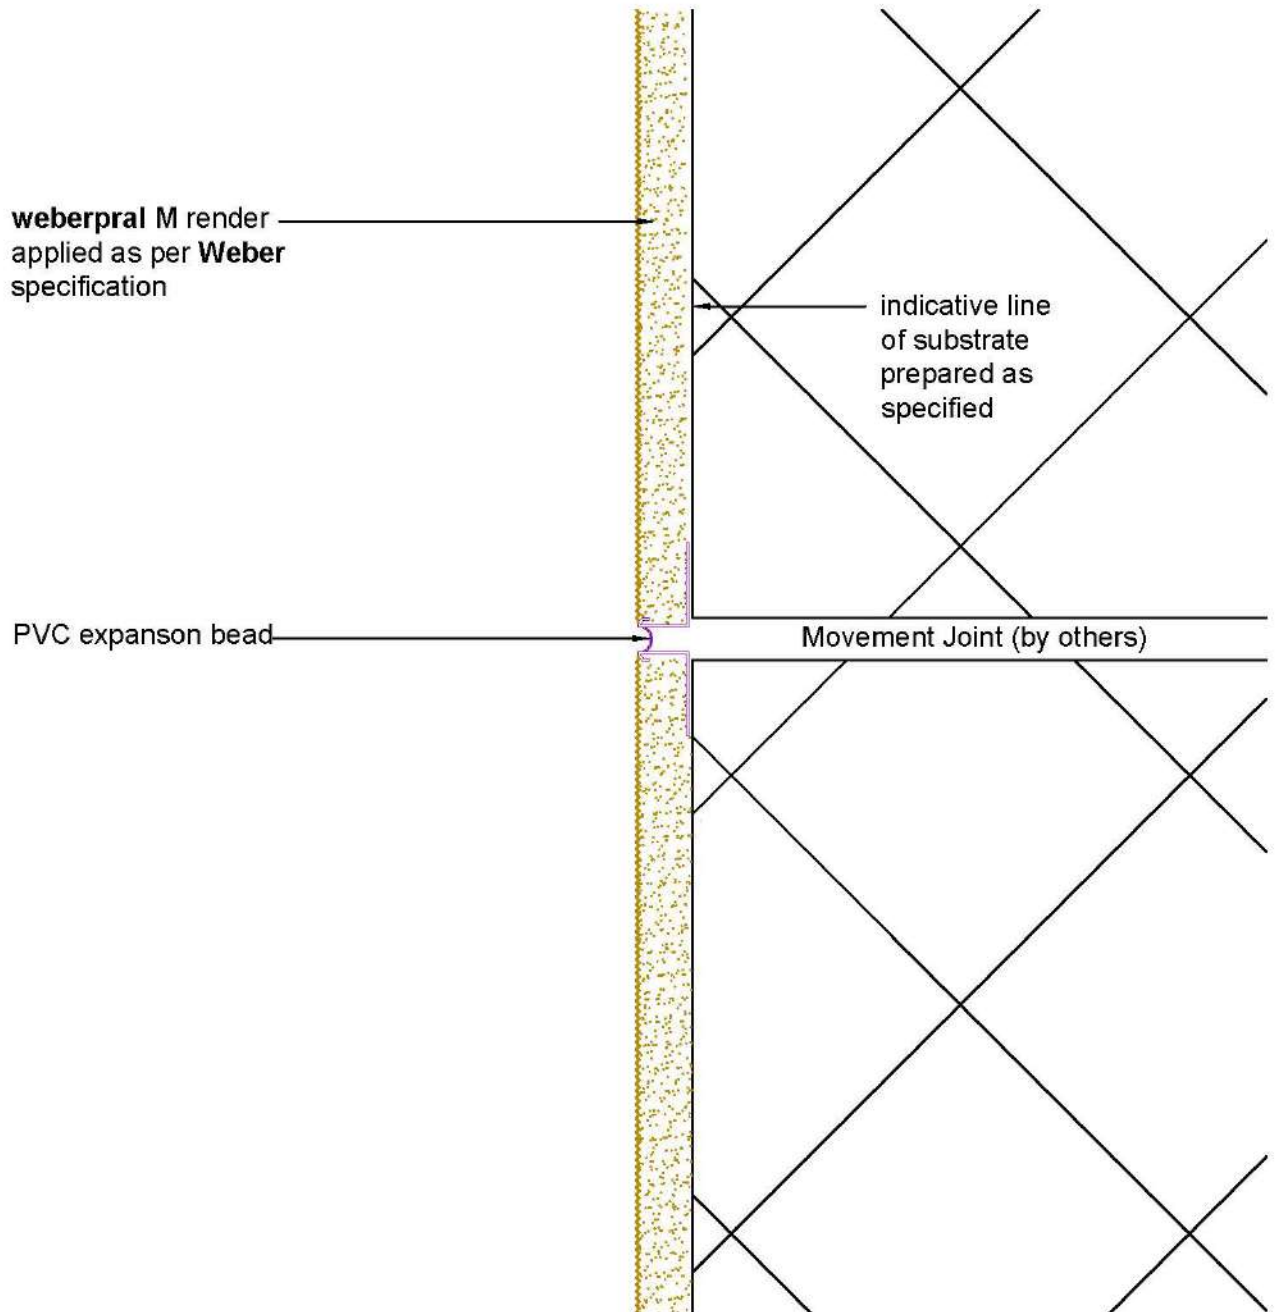 weberpral M render
applied as per Weber
specification
indicative line
of substrate
prepared as
specified
PVC expanson bead
Movement Joint (by others)